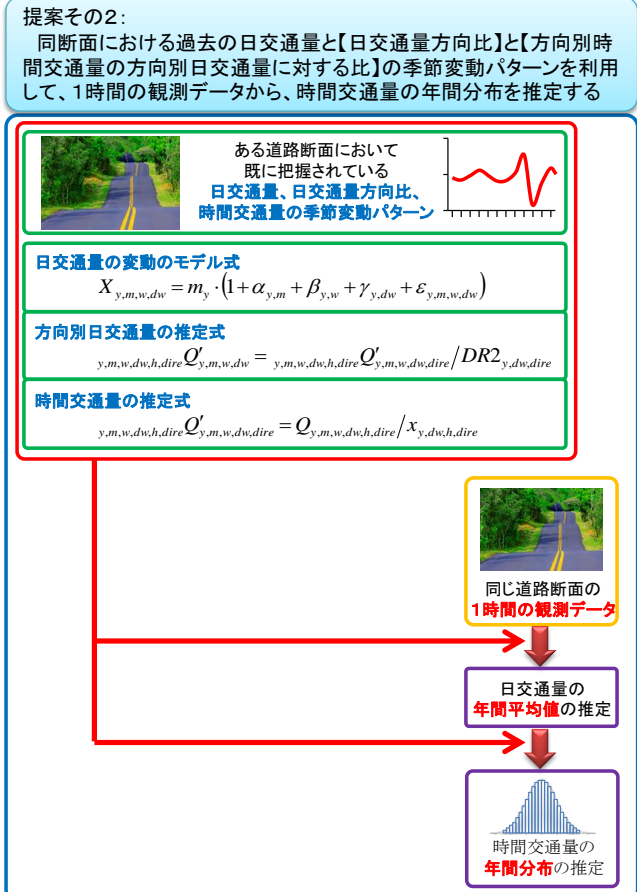 提案その2:
同断面における過去の日交通量と【日交通量方向比】と【方向別時
間交通量の方向別日交通量に対する比】の季節変動パターンを利用
して、1時間の観測データから、時間交通量の年間分布を推定する
ある道路断面において
既に把握されている
日交通量、日交通量方向比、
時間交通量の季節変動パターン
日交通量の変動のモデル式
X_{y,m,w,dw} = m_y · (1 + α_{y,m} + β_{y,w} + γ_{y,dw} + ε_{y,m,w,dw})
方向別日交通量の推定式
_{y,m,w,dw,h,dire}Q′_{y,m,w,dw} = _{y,m,w,dw,h,dire}Q′_{y,m,w,dw,dire}/DR2_{y,dw,dire}
時間交通量の推定式
_{y,m,w,dw,h,dire}Q′_{y,m,w,dw,dire} = Q_{y,m,w,dw,h,dire}/x_{y,dw,h,dire}
同じ道路断面の
1時間の観測データ
日交通量の
年間平均値の推定
時間交通量の
年間分布の推定